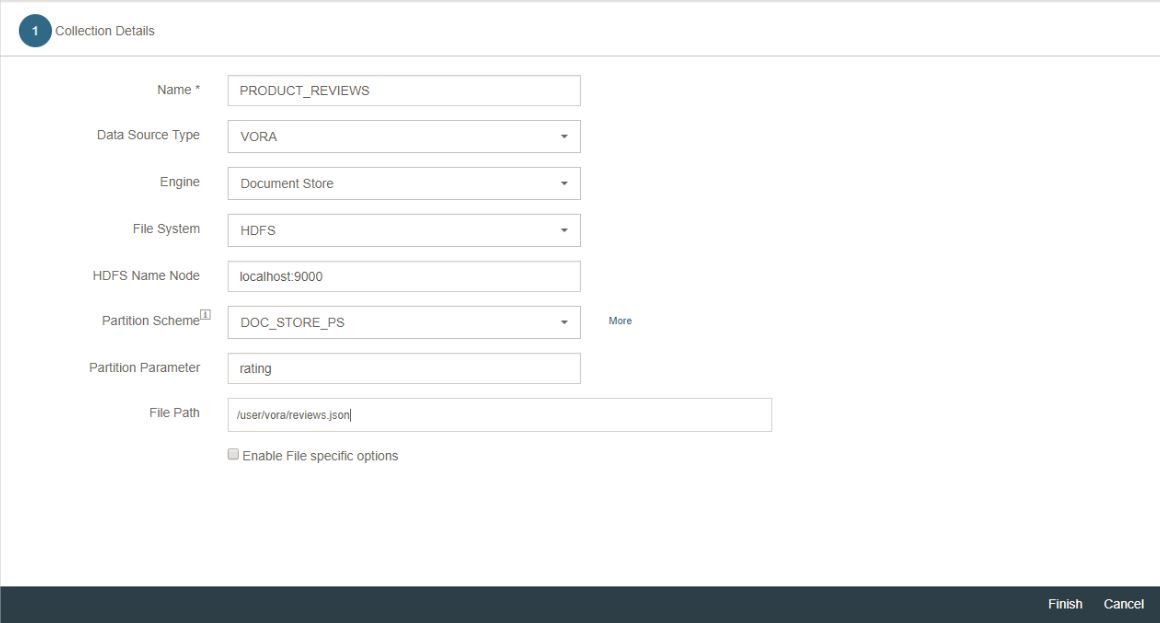 1 Collection Details
Name * PRODUCT_REVIEWS
Data Source Type VORA
Engine Document Store
File System HDFS
HDFS Name Node localhost:9000
Partition Scheme i DOC_STORE_PS More
Partition Parameter rating
File Path /user/vora/reviews.json
Enable File specific options
Finish Cancel